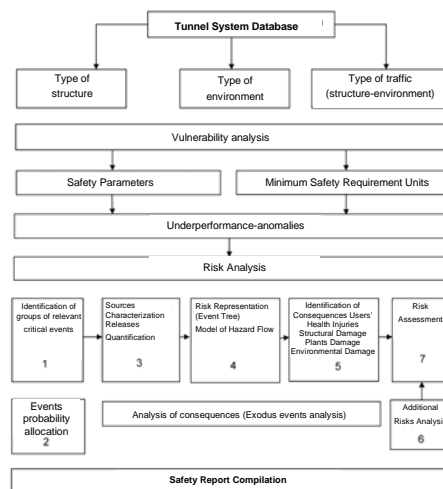 Tunnel System Database
Type of
structure
Type of
environment
Type of traffic
(structure-environment)
Vulnerability analysis
Safety Parameters
Minimum Safety Requirement Units
Underperformance-anomalies
Risk Analysis
Identification of
groups of relevant
critical events
1
Sources
Characterization
Releases
Quantification
3
Risk Representation
(Event Tree)
Model of Hazard Flow
4
Identification of
Consequences Users'
Health Injuries
Structural Damage
Plants Damage
Environmental Damage
5
Risk
Assessment
7
Events
probability
allocation
2
Analysis of consequences (Exodus events analysis)
Additional
Risks Analysis
6
Safety Report Compilation